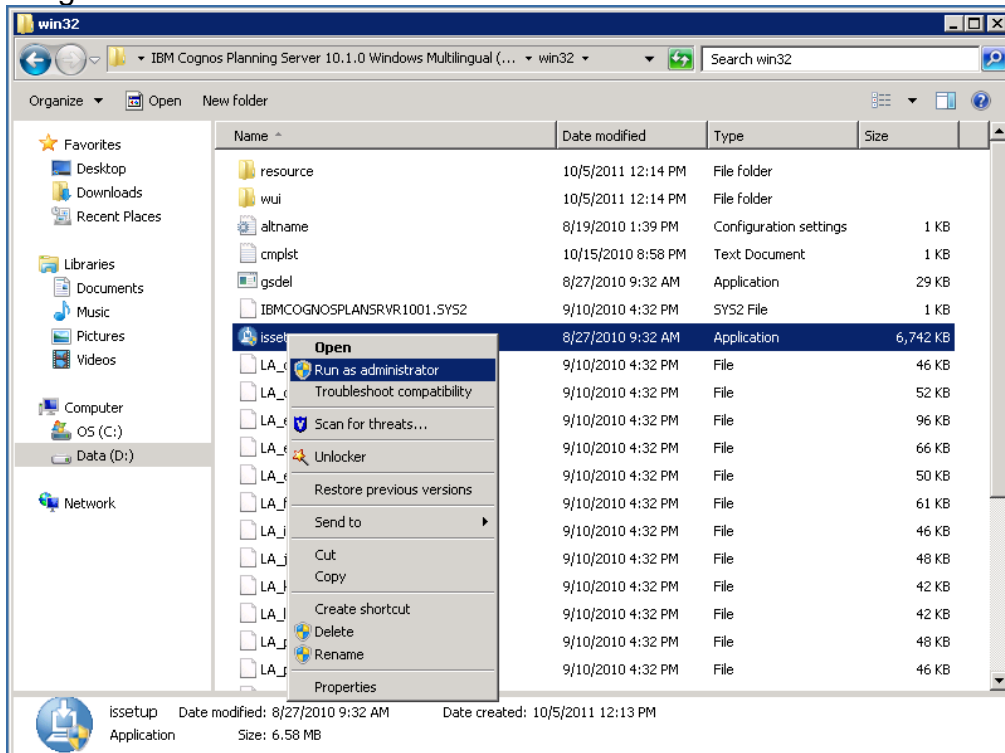 win32
IBM Cognos Planning Server 10.1.0 Windows Multilingual (... win32 Search win32
Organize Open New folder
Name Date modified Type Size
Favorites
Desktop
Downloads
Recent Places
Libraries
Documents
Music
Pictures
Videos
Computer
OS (C:)
Data (D:)
Network
resource 10/5/2011 12:14 PM File folder
wui 10/5/2011 12:14 PM File folder
altname 8/19/2010 1:39 PM Configuration settings 1 KB
cmplst 10/15/2010 8:58 PM Text Document 1 KB
gsdel 8/27/2010 9:32 AM Application 29 KB
IBMCOGNOSPLANSRVR1001.SYS2 9/10/2010 4:32 PM SYS2 File 1 KB
isset 8/27/2010 9:32 AM Application 6,742 KB
9/10/2010 4:32 PM File 46 KB
9/10/2010 4:32 PM File 52 KB
9/10/2010 4:32 PM File 96 KB
9/10/2010 4:32 PM File 66 KB
9/10/2010 4:32 PM File 50 KB
9/10/2010 4:32 PM File 61 KB
9/10/2010 4:32 PM File 46 KB
9/10/2010 4:32 PM File 48 KB
9/10/2010 4:32 PM File 42 KB
9/10/2010 4:32 PM File 42 KB
9/10/2010 4:32 PM File 48 KB
9/10/2010 4:32 PM File 46 KB
Open
Run as administrator
Troubleshoot compatibility
Scan for threats...
Unlocker
Restore previous versions
Send to
Cut
Copy
Create shortcut
Delete
Rename
Properties
issetup Date modified: 8/27/2010 9:32 AM Date created: 10/5/2011 12:13 PM
Application Size: 6.58 MB